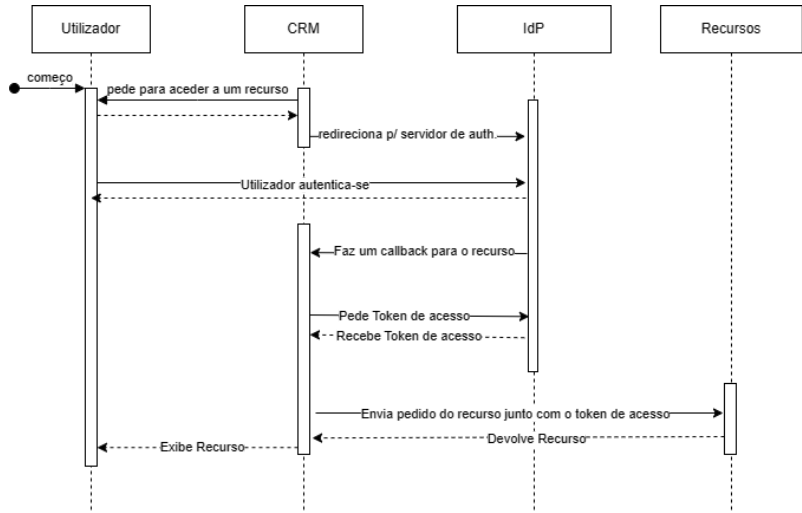 Utilizador
CRM
IdP
Recursos
começo
pede para aceder a um recurso
redireciona p/ servidor de auth.
Utilizador autentica-se
Faz um callback para o recurso
Pede Token de acesso
Recebe Token de acesso
Envia pedido do recurso junto com o token de acesso
Devolve Recurso
Exibe Recurso